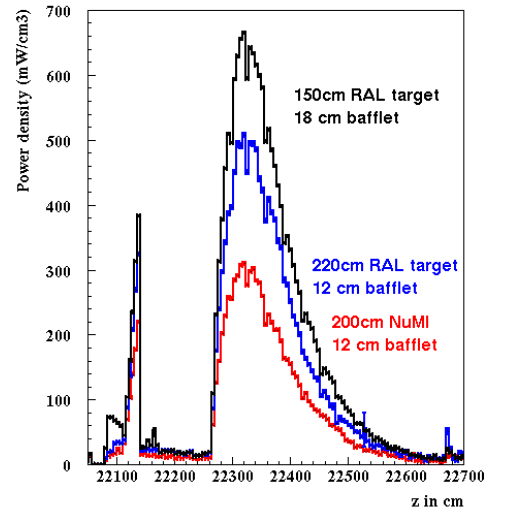 Power density (mW/cm3)
700
600
500
400
300
200
100
0
150cm RAL target
18 cm bafflet
220cm RAL target
12 cm bafflet
200cm NuMI
12 cm bafflet
22100 22200 22300 22400 22500 22600 22700
z in cm